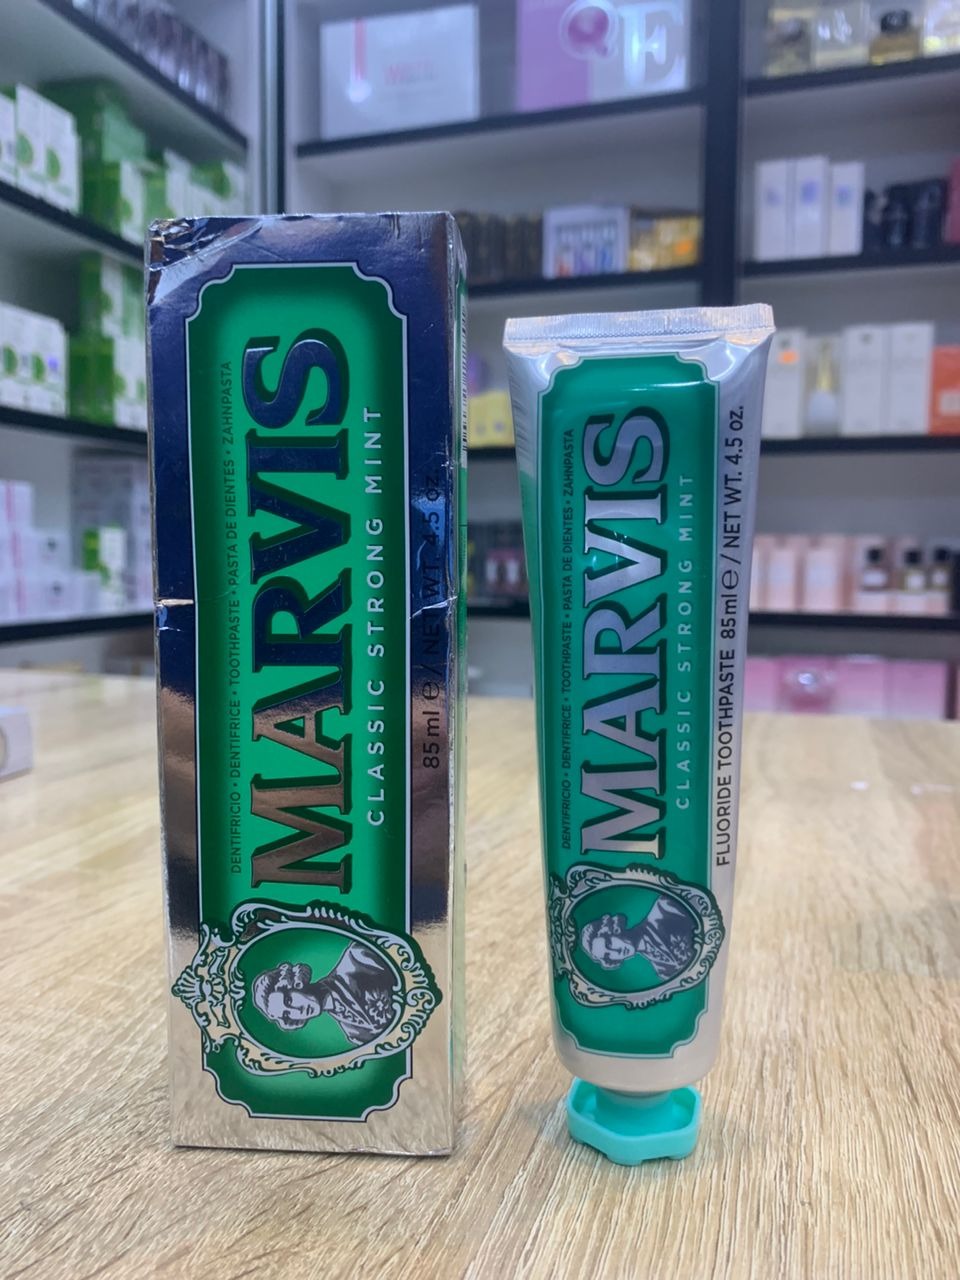 DENTIFRICIO • DENTIFRICE • TOOTHPASTE • PASTA DE DIENTES • ZAHNPASTA
MARVIS
CLASSIC STRONG MINT
85 ml ℮ / NET WT. 4.5 oz.
DENTIFRICIO • DENTIFRICE • TOOTHPASTE • PASTA DE DIENTES • ZAHNPASTA
MARVIS
CLASSIC STRONG MINT
FLUORIDE TOOTHPASTE 85ml ℮ / NET WT. 4.5 oz.